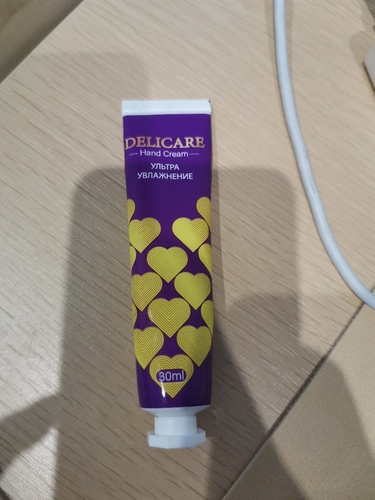 DELICARE
Hand Cream
УЛЬТРА
УВЛАЖНЕНИЕ
30ml